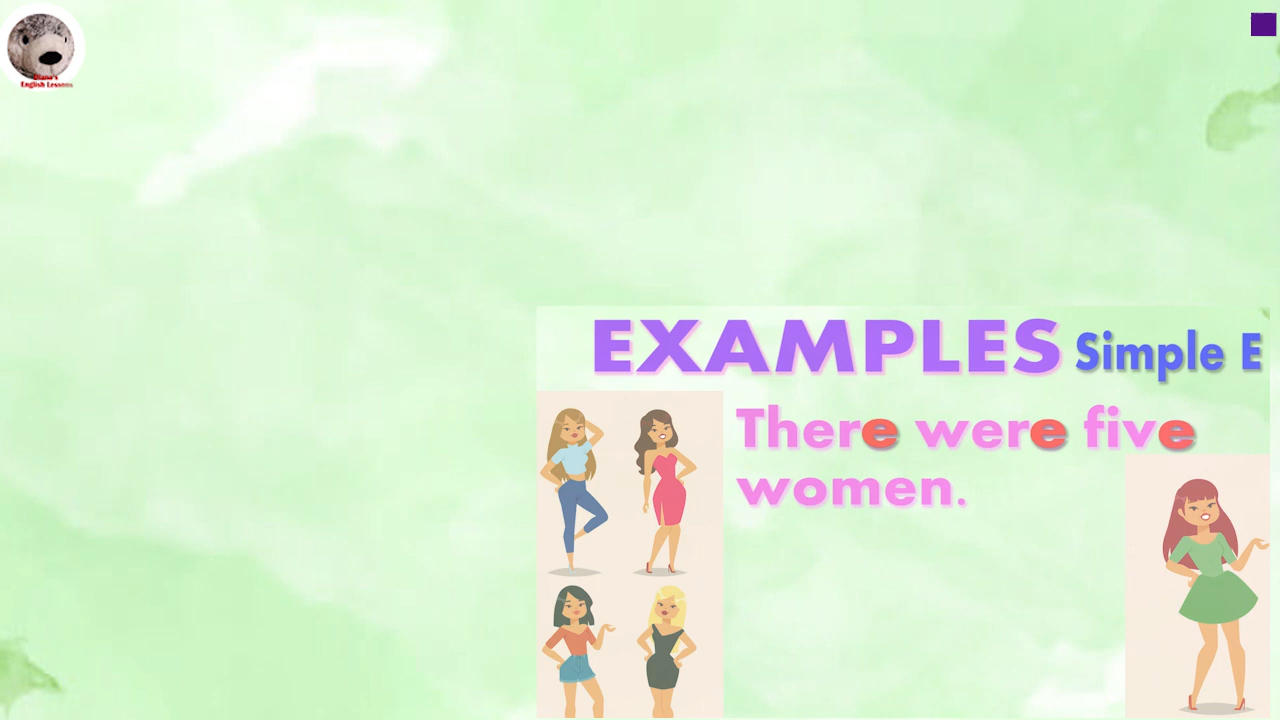 Diana's
English Lessons
EXAMPLES Simple E
There were five
women.